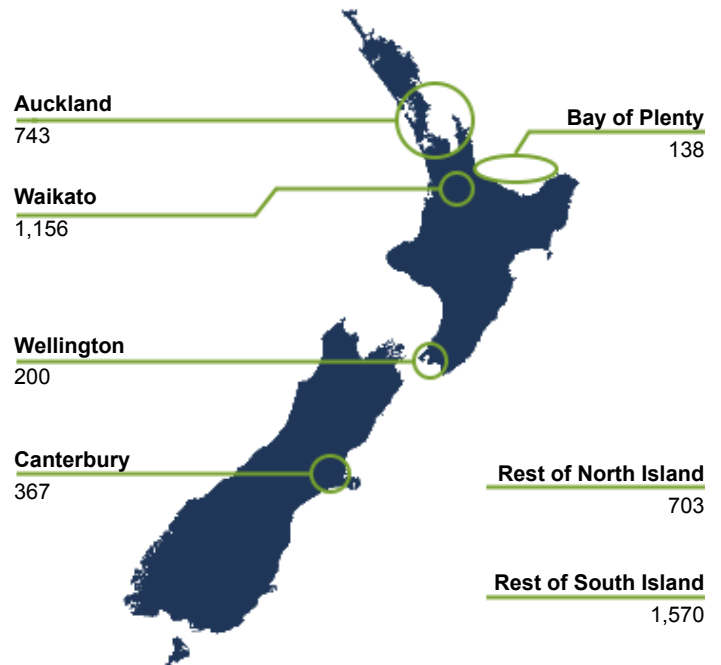 Auckland
743
Bay of Plenty
138
Waikato
1,156
Wellington
200
Canterbury
367
Rest of North Island
703
Rest of South Island
1,570